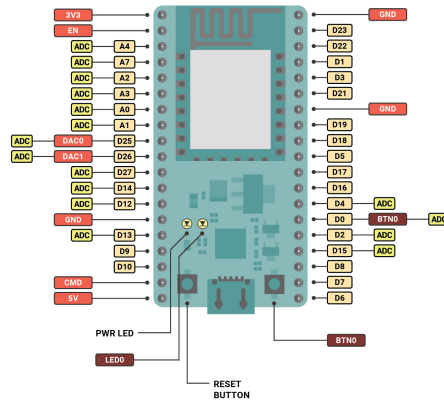 3V3 GND
EN D23
ADC A4 D22
ADC A7 D1
ADC A2 D3
ADC A3 D21
ADC A0 GND
ADC A1 D19
ADC DAC0 D25 D18
ADC DAC1 D26 D5
ADC D27 D17
ADC D14 D16
ADC D12 D4 ADC
GND D0 BTN0 ADC
ADC D13 D2 ADC
D9 D15 ADC
D10 D8
CMD D7
5V D6
PWR LED
BTN0
LED0
RESET
BUTTON